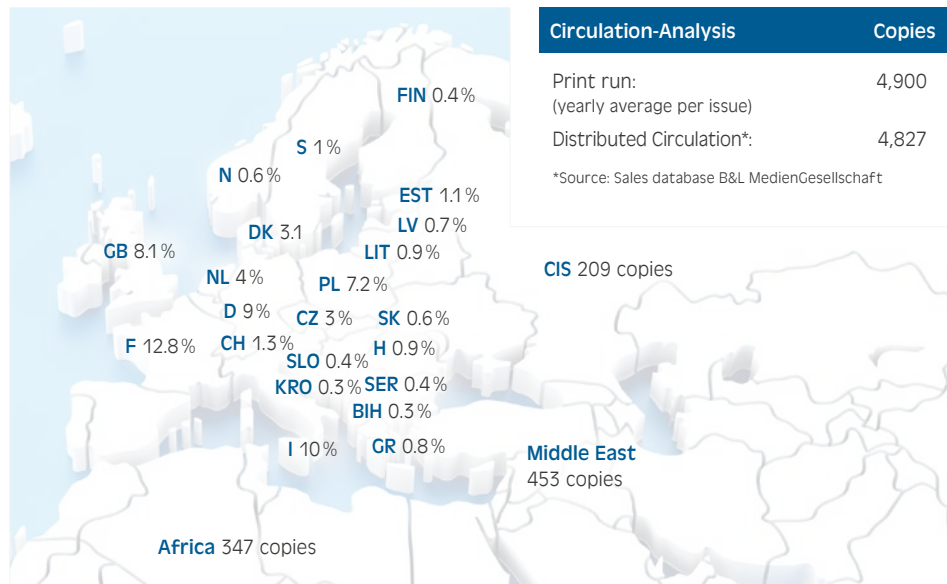 Circulation-Analysis Copies
Print run: 4,900
(yearly average per issue)
Distributed Circulation*: 4,827
*Source: Sales database B&L MedienGesellschaft
FIN 0.4%
S 1%
N 0.6%
EST 1.1%
LV 0.7%
DK 3.1
GB 8.1%
LIT 0.9%
CIS 209 copies
NL 4%
PL 7.2%
D 9%
CZ 3%
SK 0.6%
F 12.8%
CH 1.3%
H 0.9%
SLO 0.4%
KRO 0.3%
SER 0.4%
BIH 0.3%
I 10%
GR 0.8%
Middle East
453 copies
Africa 347 copies